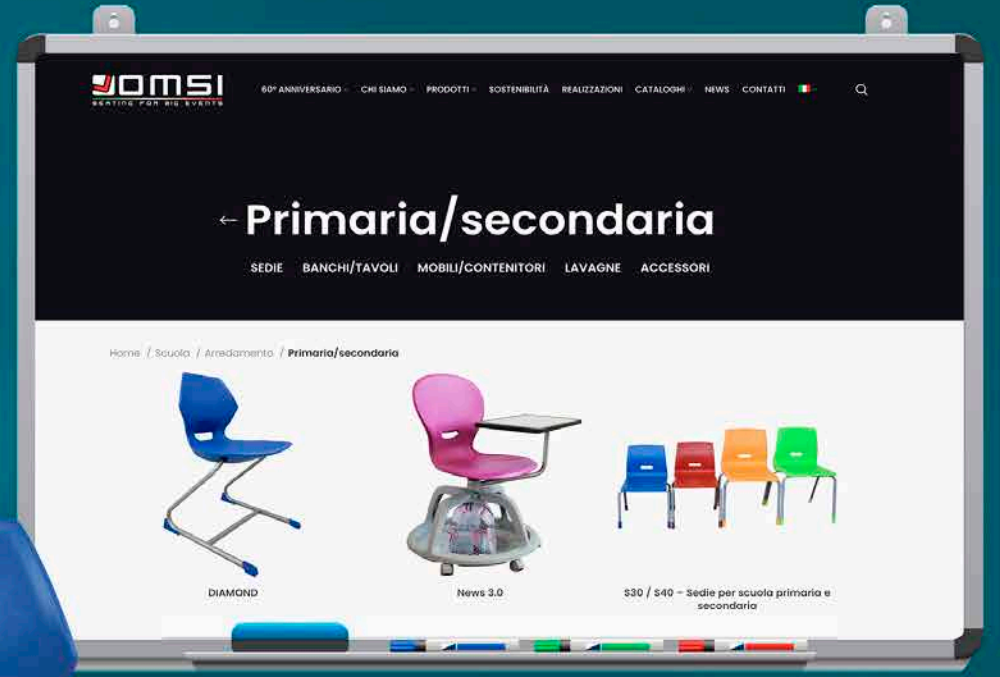 OMSI
SEATING FOR BIG EVENTS
60° ANNIVERSARIO CHI SIAMO PRODOTTI SOSTENIBILITÀ REALIZZAZIONI CATALOGHI NEWS CONTATTI
← Primaria/secondaria
SEDIE BANCHI/TAVOLI MOBILI/CONTENITORI LAVAGNE ACCESSORI
Home / Scuola / Arredamento / Primaria/secondaria
DIAMOND
News 3.0
S30 / S40 – Sedie per scuola primaria e
secondaria